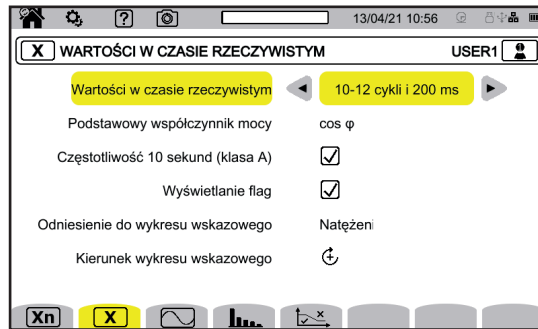 13/04/21 10:56
X WARTOŚCI W CZASIE RZECZYWISTYM USER1
Wartości w czasie rzeczywistym 10-12 cykli i 200 ms
Podstawowy współczynnik mocy cos φ
Częstotliwość 10 sekund (klasa A)
Wyświetlanie flag
Odniesienie do wykresu wskazowego Natężeni
Kierunek wykresu wskazowego
Xn X